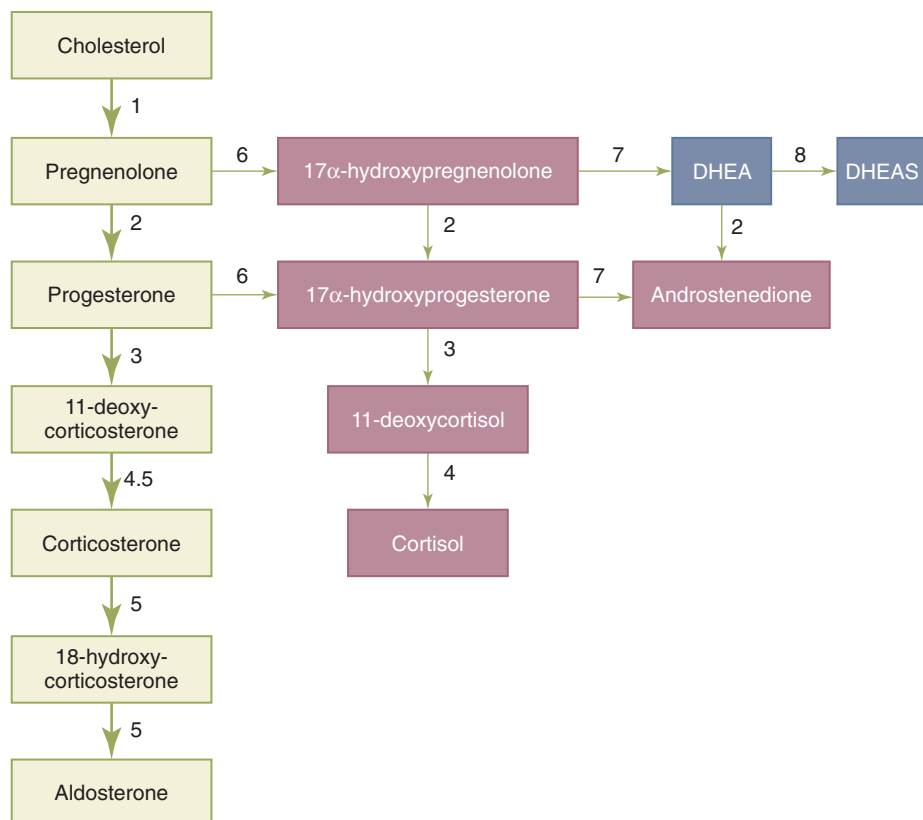 Cholesterol
1
Pregnenolone
6
17α-hydroxypregnenolone
7
DHEA
8
DHEAS
2
2
2
Progesterone
6
17α-hydroxyprogesterone
7
Androstenedione
3
3
11-deoxy-
corticosterone
11-deoxycortisol
4.5
4
Corticosterone
Cortisol
5
18-hydroxy-
corticosterone
5
Aldosterone